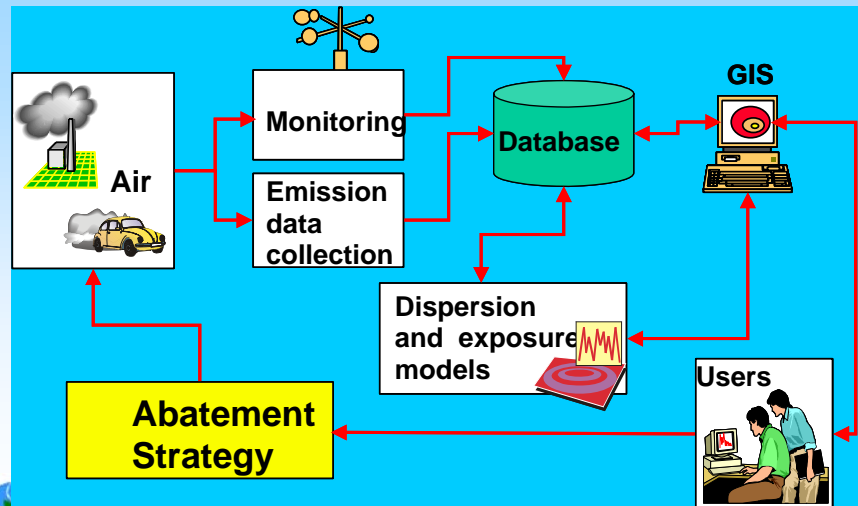 GIS
Monitoring
Database
Air
Emission
data
collection
Dispersion
and exposure
models
Users
Abatement
Strategy